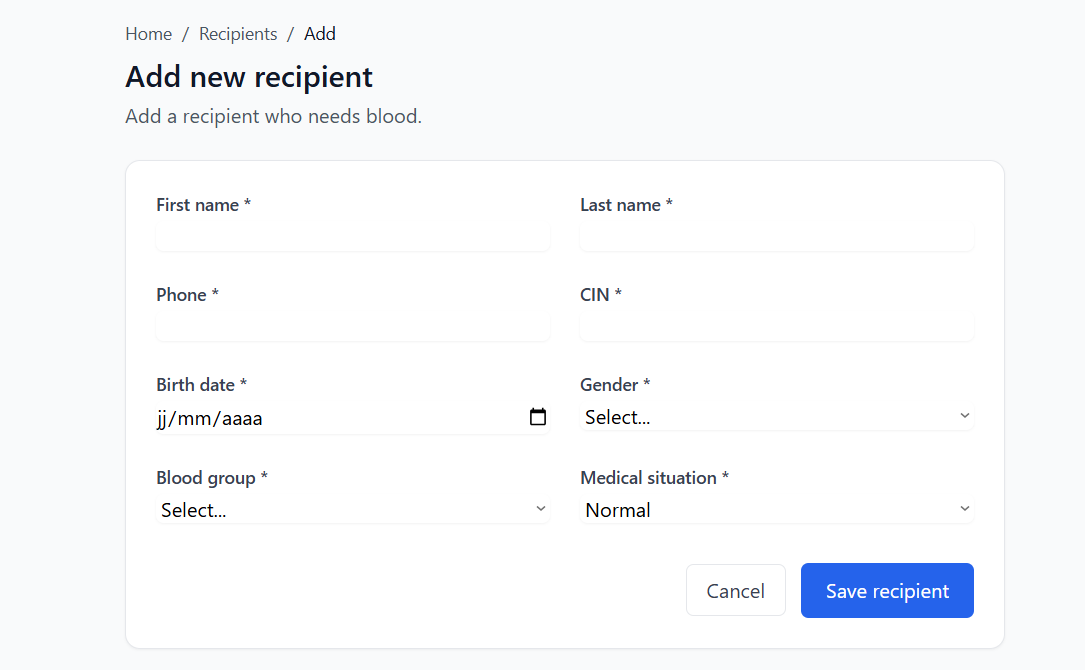 Home / Recipients / Add
Add new recipient
Add a recipient who needs blood.
First name *
Last name *
Phone *
CIN *
Birth date *
Gender *
jj/mm/aaaa
Select...
Blood group *
Medical situation *
Select...
Normal
Cancel
Save recipient